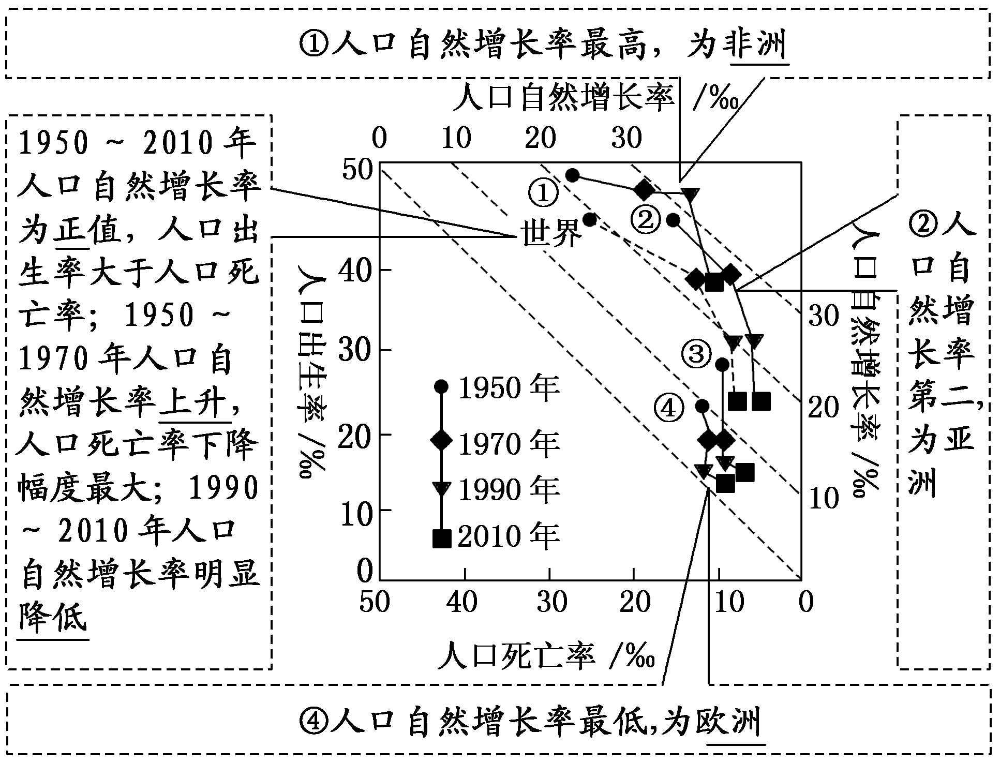 ①人口自然增长率最高，为非洲
人口自然增长率 /‰
0 10 20 30
1950 ~ 2010 年
人口自然增长率
为正值，人口出
生率大于人口死
亡率；1950 ~
1970 年人口自
然增长率上升，
人口死亡率下降
幅度最大；1990
~ 2010 年人口
自然增长率明显
降低
人口出生率 /‰
50
40
30
20
10
0
①
②
世界
③
④
1950 年
1970 年
1990 年
2010 年
30
20
10
人口自然增长率 /‰
50 40 30 20 10 0
人口死亡率 /‰
②人
口自
然增
长率
第二，
为亚
洲
④人口自然增长率最低,为欧洲